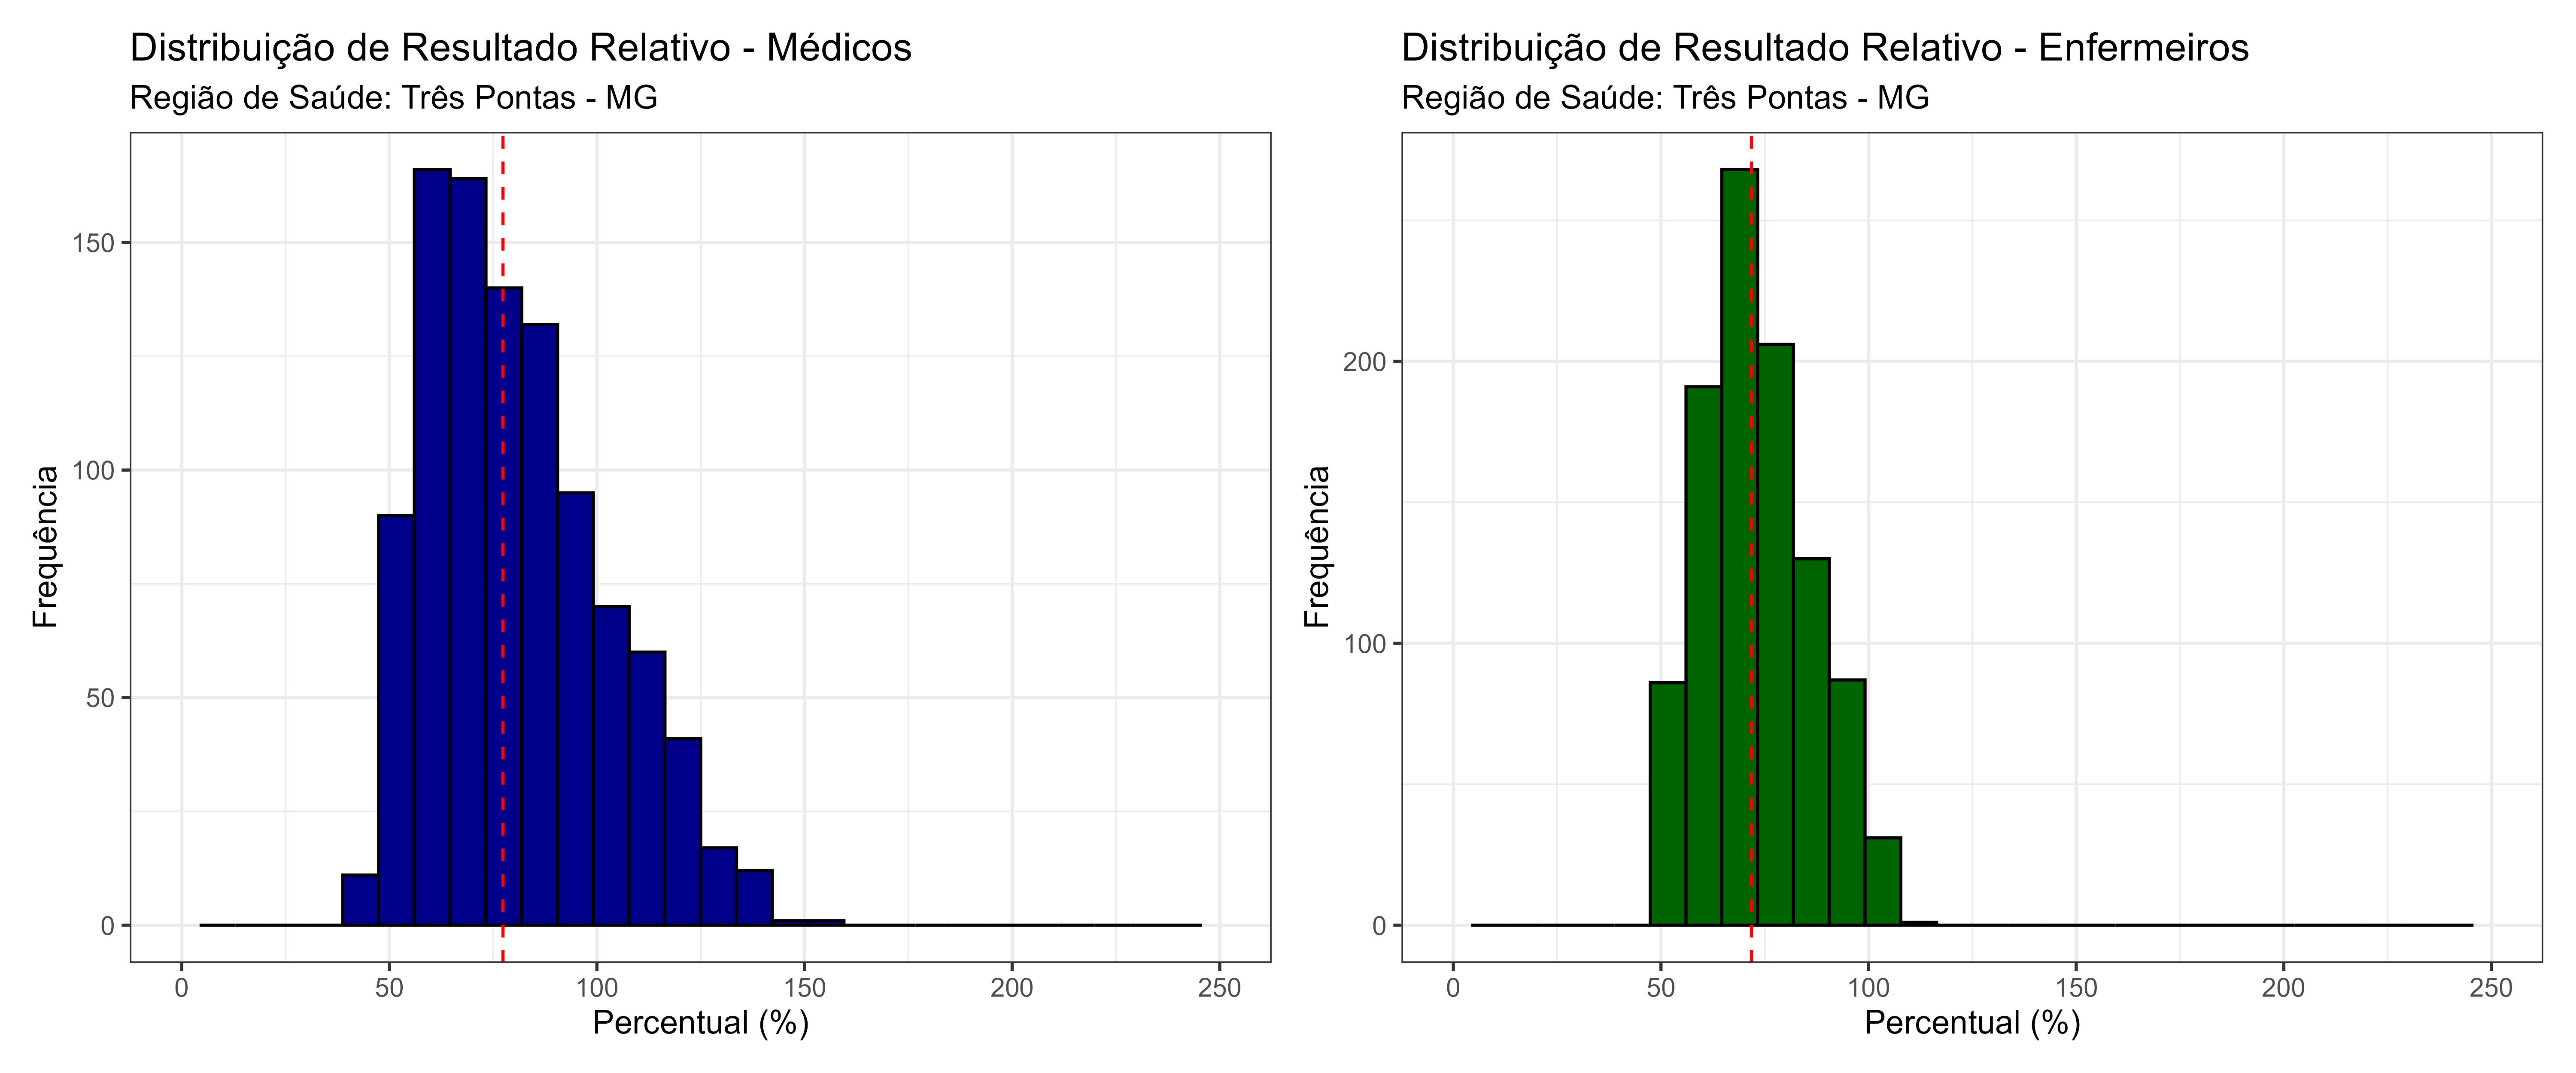 Distribuição de Resultado Relativo - Médicos
Região de Saúde: Três Pontas - MG
Frequência
150
100
50
0
0 50 100 150 200 250
Percentual (%)
Distribuição de Resultado Relativo - Enfermeiros
Região de Saúde: Três Pontas - MG
Frequência
200
100
0
0 50 100 150 200 250
Percentual (%)